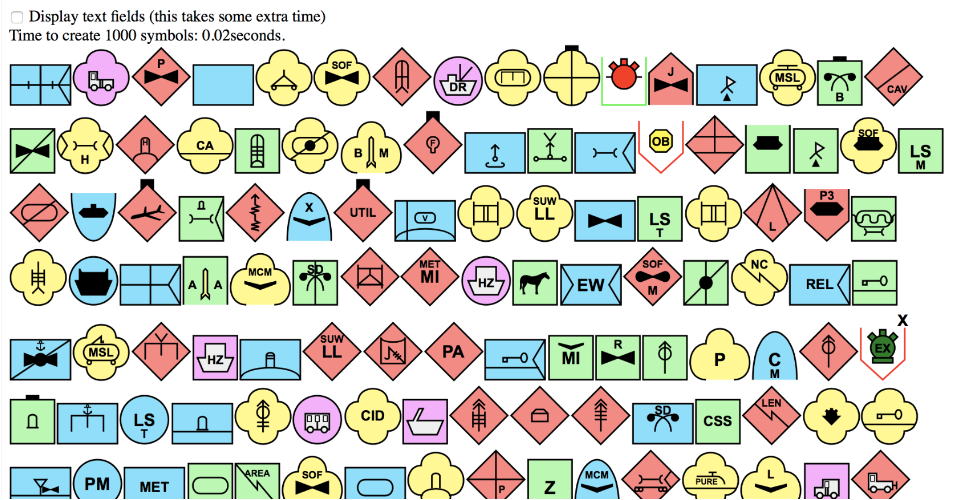 Display text fields (this takes some extra time)
Time to create 1000 symbols: 0.02seconds.
P
SOF
DR
J
MSL
B
CAV
H
H
CA
B M
F
OB
SOF
LS
M
X
UTIL
V
SUW
LL
LS
T
L
P3
A A
MCM
SD
MET
MI
HZ
EW
SOF
M
NC
REL
MSL
HZ
SUW
LL
PA
MI
R
P
C
M
EX
X
LS
T
CID
SD
CSS
LEN
PM
MET
AREA
SOF
P
Z
MCM
PURE
L
H